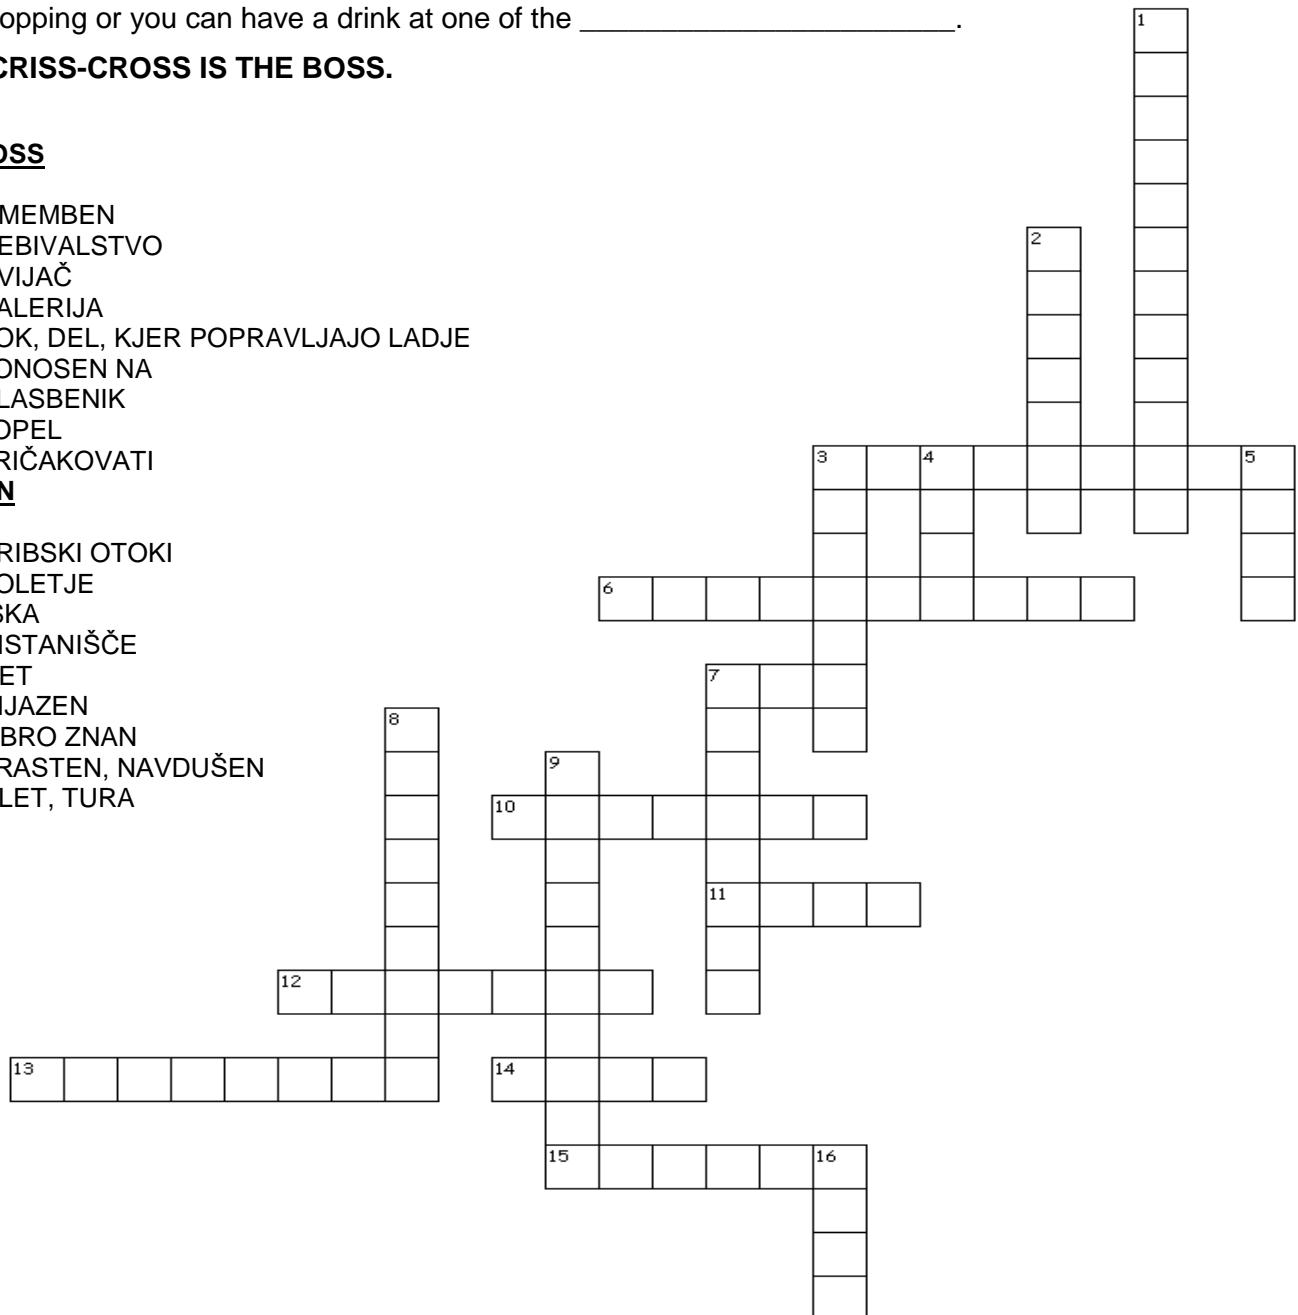 opping or you can have a drink at one of the _______________________.
CRISS-CROSS IS THE BOSS.
OSS
MEMBEN
EBIVALSTVO
VIJAČ
ALERIJA
OK, DEL, KJER POPRAVLJAJO LADJE
ONOSEN NA
LASBENIK
OPEL
RIČAKOVATI
N
RIBSKI OTOKI
OLETJE
SKA
ISTANIŠČE
ET
IJAZEN
BRO ZNAN
RASTEN, NAVDUŠEN
LET, TURA
1
2
3 4 5
6
7
8
9
10
11
12
13 14
15 16